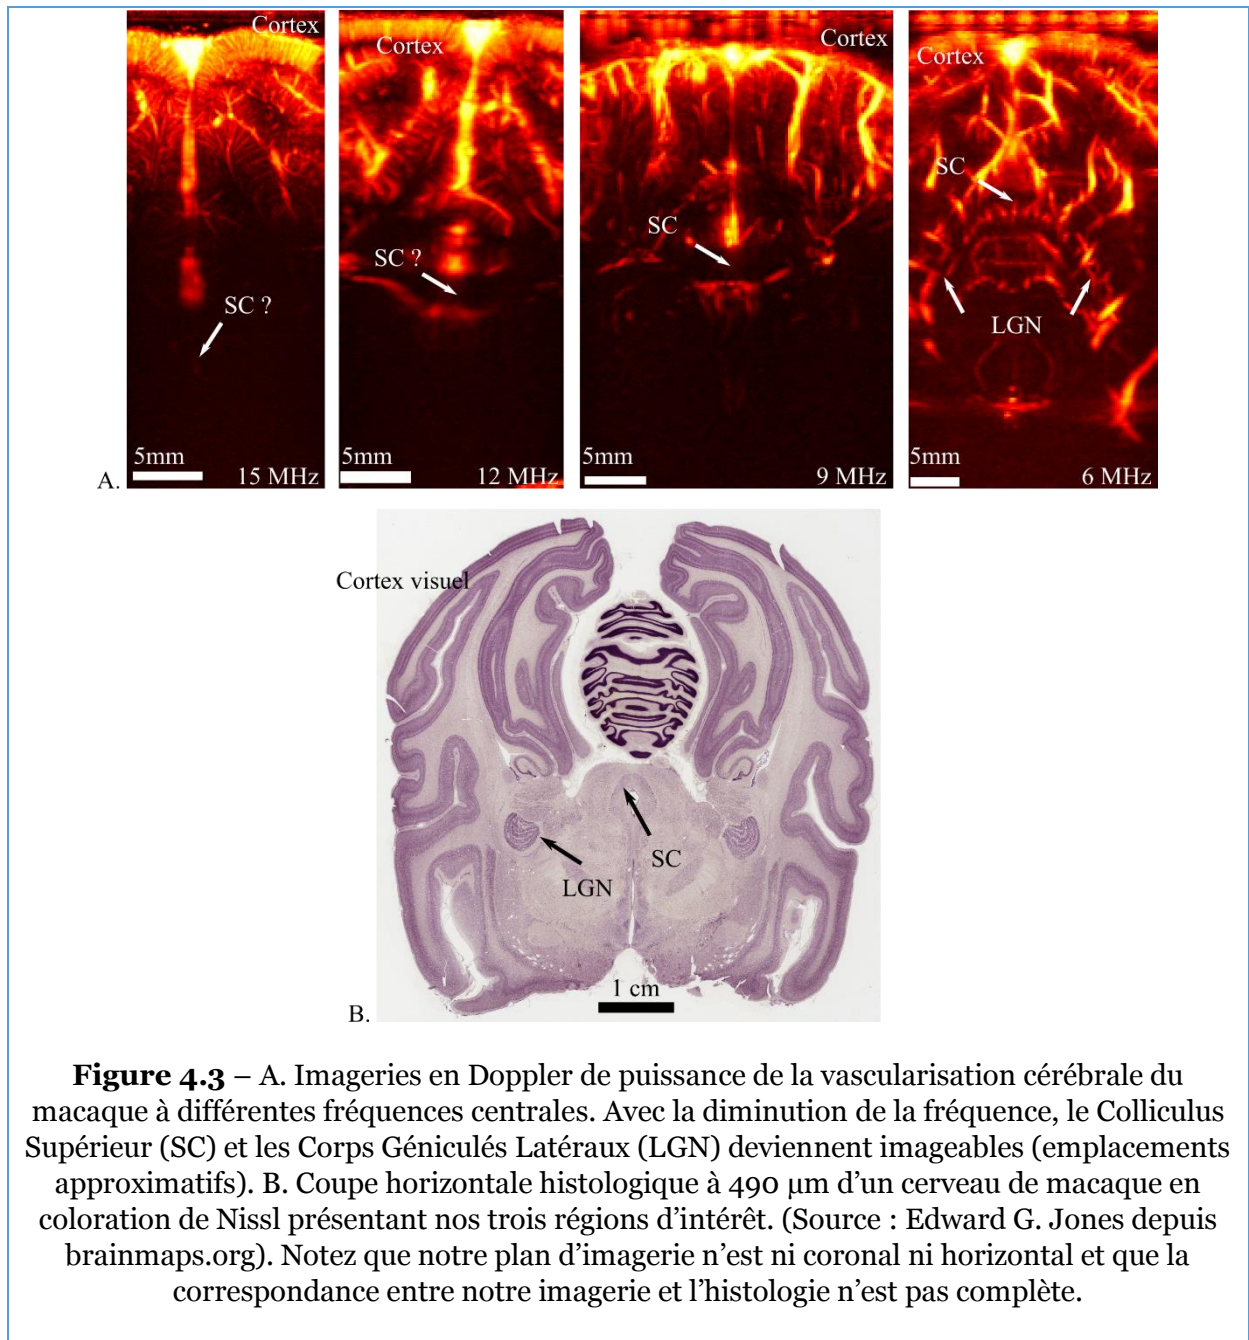 Cortex
SC ?
5mm
15 MHz
Cortex
SC ?
5mm
12 MHz
Cortex
SC
5mm
9 MHz
Cortex
SC
LGN
5mm
6 MHz
A.
Cortex visuel
SC
LGN
1 cm
B.
Figure 4.3 – A. Imageries en Doppler de puissance de la vascularisation cérébrale du
macaque à différentes fréquences centrales. Avec la diminution de la fréquence, le Colliculus
Supérieur (SC) et les Corps Géniculés Latéraux (LGN) deviennent imageables (emplacements
approximatifs). B. Coupe horizontale histologique à 490 µm d’un cerveau de macaque en
coloration de Nissl présentant nos trois régions d’intérêt. (Source : Edward G. Jones depuis
brainmaps.org). Notez que notre plan d’imagerie n’est ni coronal ni horizontal et que la
correspondance entre notre imagerie et l’histologie n’est pas complète.